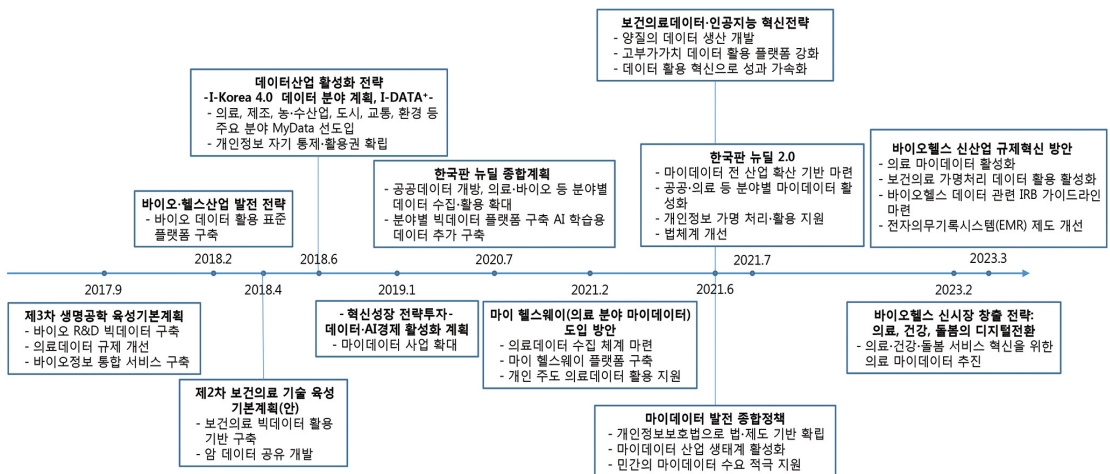 보건의료데이터·인공지능 혁신전략
- 양질의 데이터 생산 개발
- 고부가가치 데이터 활용 플랫폼 강화
- 데이터 활용 혁신으로 성과 가속화
데이터산업 활성화 전략
-I-Korea 4.0 데이터 분야 계획, I-DATA⁺-
- 의료, 제조, 농·수산업, 도시, 교통, 환경 등
주요 분야 MyData 선도입
- 개인정보 자기 통제·활용권 확립
바이오·헬스산업 발전 전략
- 바이오 데이터 활용 표준
플랫폼 구축
한국판 뉴딜 종합계획
- 공공데이터 개방, 의료·바이오 등 분야별
데이터 수집·활용 확대
- 분야별 빅데이터 플랫폼 구축 AI 학습용
데이터 추가 구축
한국판 뉴딜 2.0
- 마이데이터 전 산업 확산 기반 마련
- 공공·의료 등 분야별 마이데이터 활
성화
- 개인정보 가명 처리·활용 지원
- 법체계 개선
바이오헬스 신산업 규제혁신 방안
- 의료 마이데이터 활성화
- 보건의료 가명처리 데이터 활용 활성화
- 바이오헬스 데이터 관련 IRB 가이드라인
마련
- 전자의무기록시스템(EMR) 제도 개선
2018.2
2018.6
2020.7
2021.7
2023.3
2017.9
2018.4
2019.1
2021.2
2021.6
2023.2
제3차 생명공학 육성기본계획
- 바이오 R&D 빅데이터 구축
- 의료데이터 규제 개선
- 바이오정보 통합 서비스 구축
제2차 보건의료 기술 육성
기본계획(안)
- 보건의료 빅데이터 활용
기반 구축
- 암 데이터 공유 개발
- 혁신성장 전략투자-
데이터·AI경제 활성화 계획
- 마이데이터 사업 확대
마이 헬스웨이(의료 분야 마이데이터)
도입 방안
- 의료데이터 수집 체계 마련
- 마이 헬스웨이 플랫폼 구축
- 개인 주도 의료데이터 활용 지원
마이데이터 발전 종합정책
- 개인정보보호법으로 법·제도 기반 확립
- 마이데이터 산업 생태계 활성화
- 민간의 마이데이터 수요 적극 지원
바이오헬스 신시장 창출 전략:
의료, 건강, 돌봄의 디지털전환
- 의료·건강·돌봄 서비스 혁신을 위한
의료 마이데이터 추진